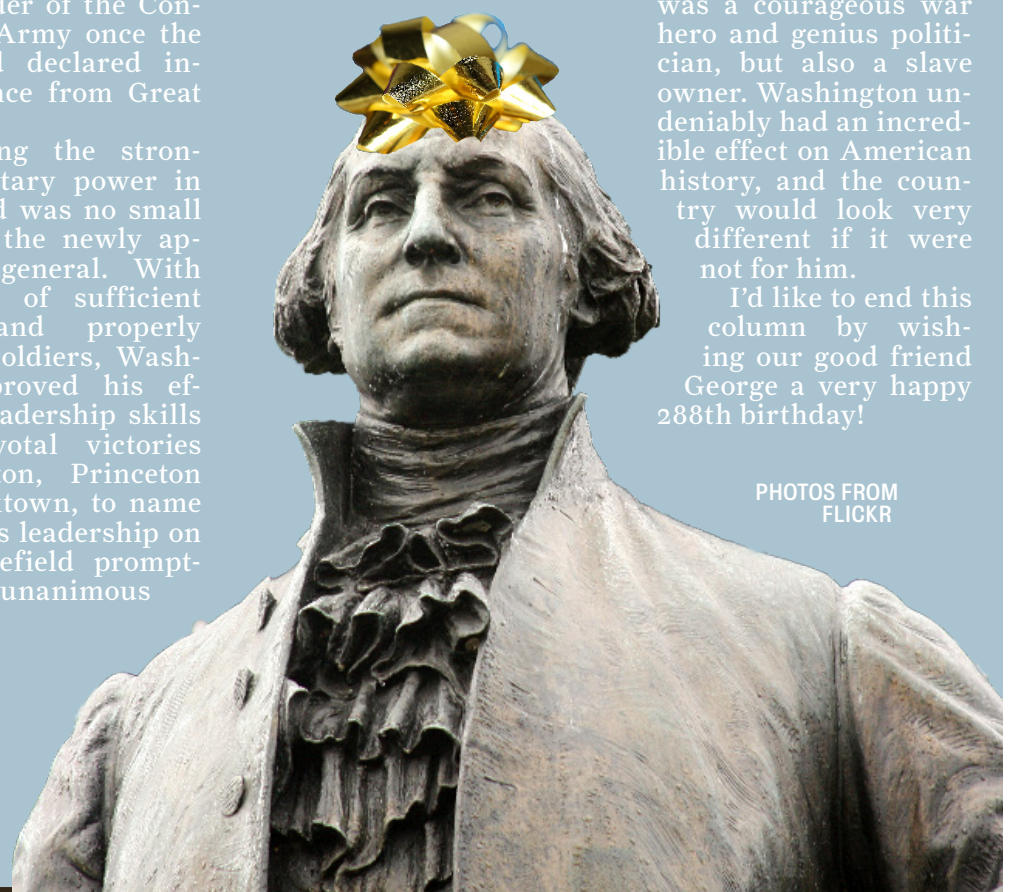 der of the Con-
Army once the
declared in-
from Great
the stron-
tary power in
was no small
the newly ap-
general. With
of sufficient
and properly
oldiers, Wash-
proved his ef-
eadership skills
votal victories
ton, Princeton
ktown, to name
s leadership on
efield prompt-
unanimous
was a courageous war
hero and genius politi-
cian, but also a slave
owner. Washington un-
deniably had an incred-
ible effect on American
history, and the coun-
try would look very
different if it were
not for him.
I'd like to end this
column by wish-
ing our good friend
George a very happy
288th birthday!
PHOTOS FROM
FLICKR